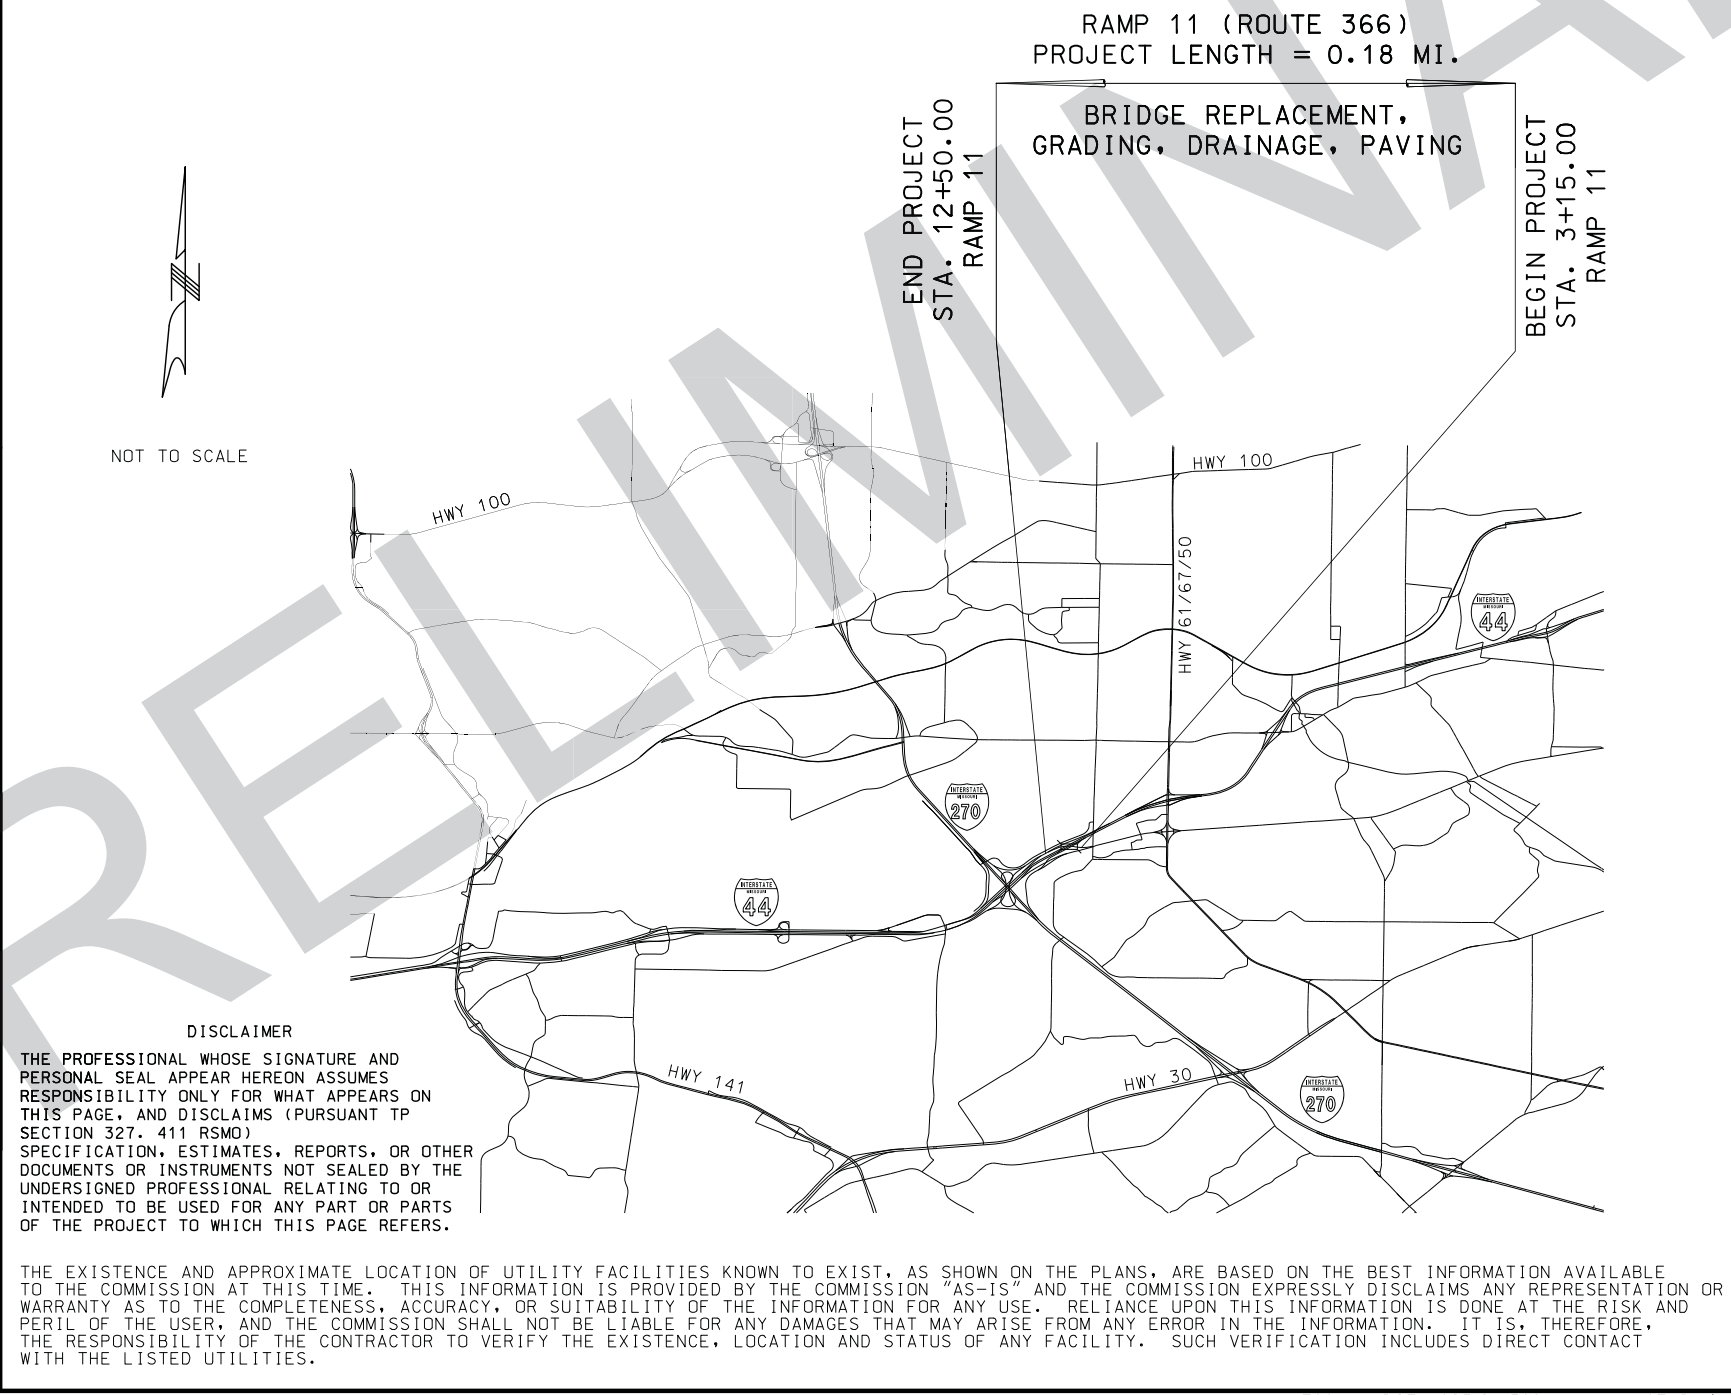 RAMP 11 (ROUTE 366)
PROJECT LENGTH = 0.18 MI.
BRIDGE REPLACEMENT,
GRADING, DRAINAGE, PAVING
END PROJECT
STA. 12+50.00
RAMP 11
BEGIN PROJECT
STA. 3+15.00
RAMP 11
N
NOT TO SCALE
RELIMINA
HWY 100
HWY 100
HWY 61/67/50
INTERSTATE
MISSOURI
44
INTERSTATE
MISSOURI
270
INTERSTATE
MISSOURI
44
HWY 141
HWY 30
INTERSTATE
MISSOURI
270
DISCLAIMER
THE PROFESSIONAL WHOSE SIGNATURE AND
PERSONAL SEAL APPEAR HEREON ASSUMES
RESPONSIBILITY ONLY FOR WHAT APPEARS ON
THIS PAGE, AND DISCLAIMS (PURSUANT TP
SECTION 327. 411 RSMO)
SPECIFICATION, ESTIMATES, REPORTS, OR OTHER
DOCUMENTS OR INSTRUMENTS NOT SEALED BY THE
UNDERSIGNED PROFESSIONAL RELATING TO OR
INTENDED TO BE USED FOR ANY PART OR PARTS
OF THE PROJECT TO WHICH THIS PAGE REFERS.
THE EXISTENCE AND APPROXIMATE LOCATION OF UTILITY FACILITIES KNOWN TO EXIST, AS SHOWN ON THE PLANS, ARE BASED ON THE BEST INFORMATION AVAILABLE
TO THE COMMISSION AT THIS TIME. THIS INFORMATION IS PROVIDED BY THE COMMISSION "AS-IS" AND THE COMMISSION EXPRESSLY DISCLAIMS ANY REPRESENTATION OR
WARRANTY AS TO THE COMPLETENESS, ACCURACY, OR SUITABILITY OF THE INFORMATION FOR ANY USE. RELIANCE UPON THIS INFORMATION IS DONE AT THE RISK AND
PERIL OF THE USER, AND THE COMMISSION SHALL NOT BE LIABLE FOR ANY DAMAGES THAT MAY ARISE FROM ANY ERROR IN THE INFORMATION. IT IS, THEREFORE,
THE RESPONSIBILITY OF THE CONTRACTOR TO VERIFY THE EXISTENCE, LOCATION AND STATUS OF ANY FACILITY. SUCH VERIFICATION INCLUDES DIRECT CONTACT
WITH THE LISTED UTILITIES.